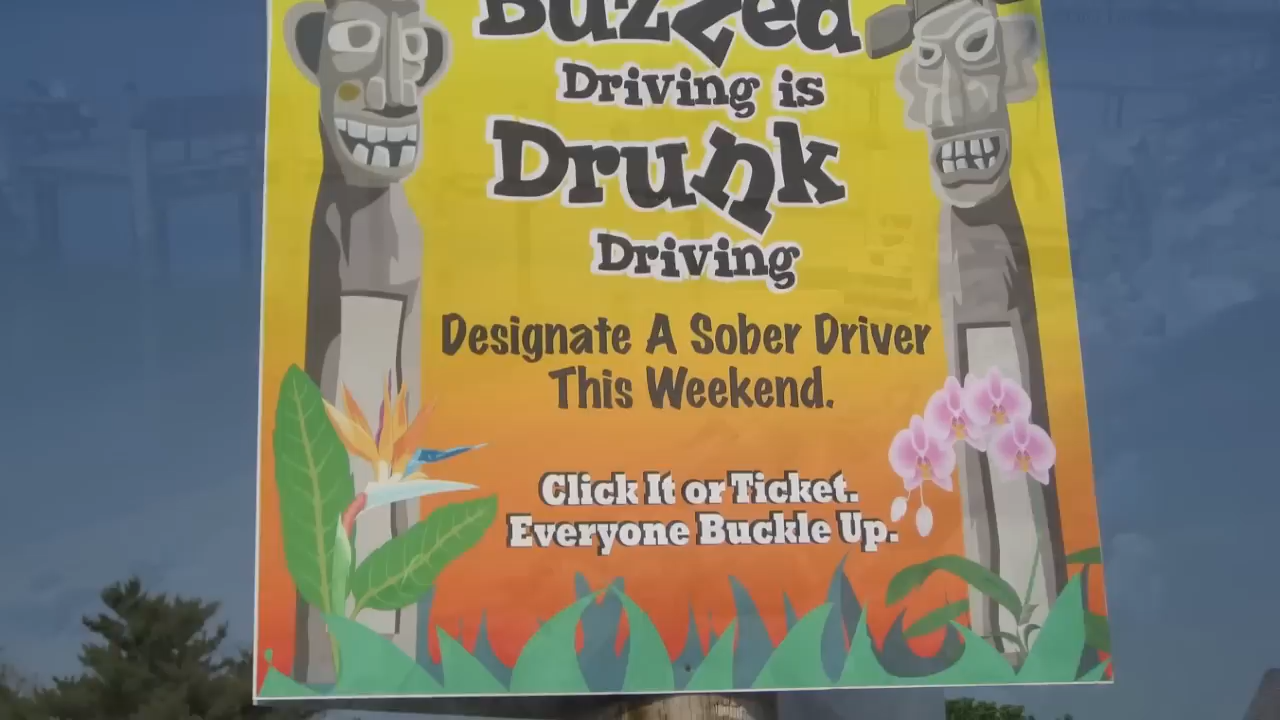 Buzzed
Driving is
Drunk
Driving
Designate A Sober Driver
This Weekend.
Click It or Ticket.
Everyone Buckle Up.